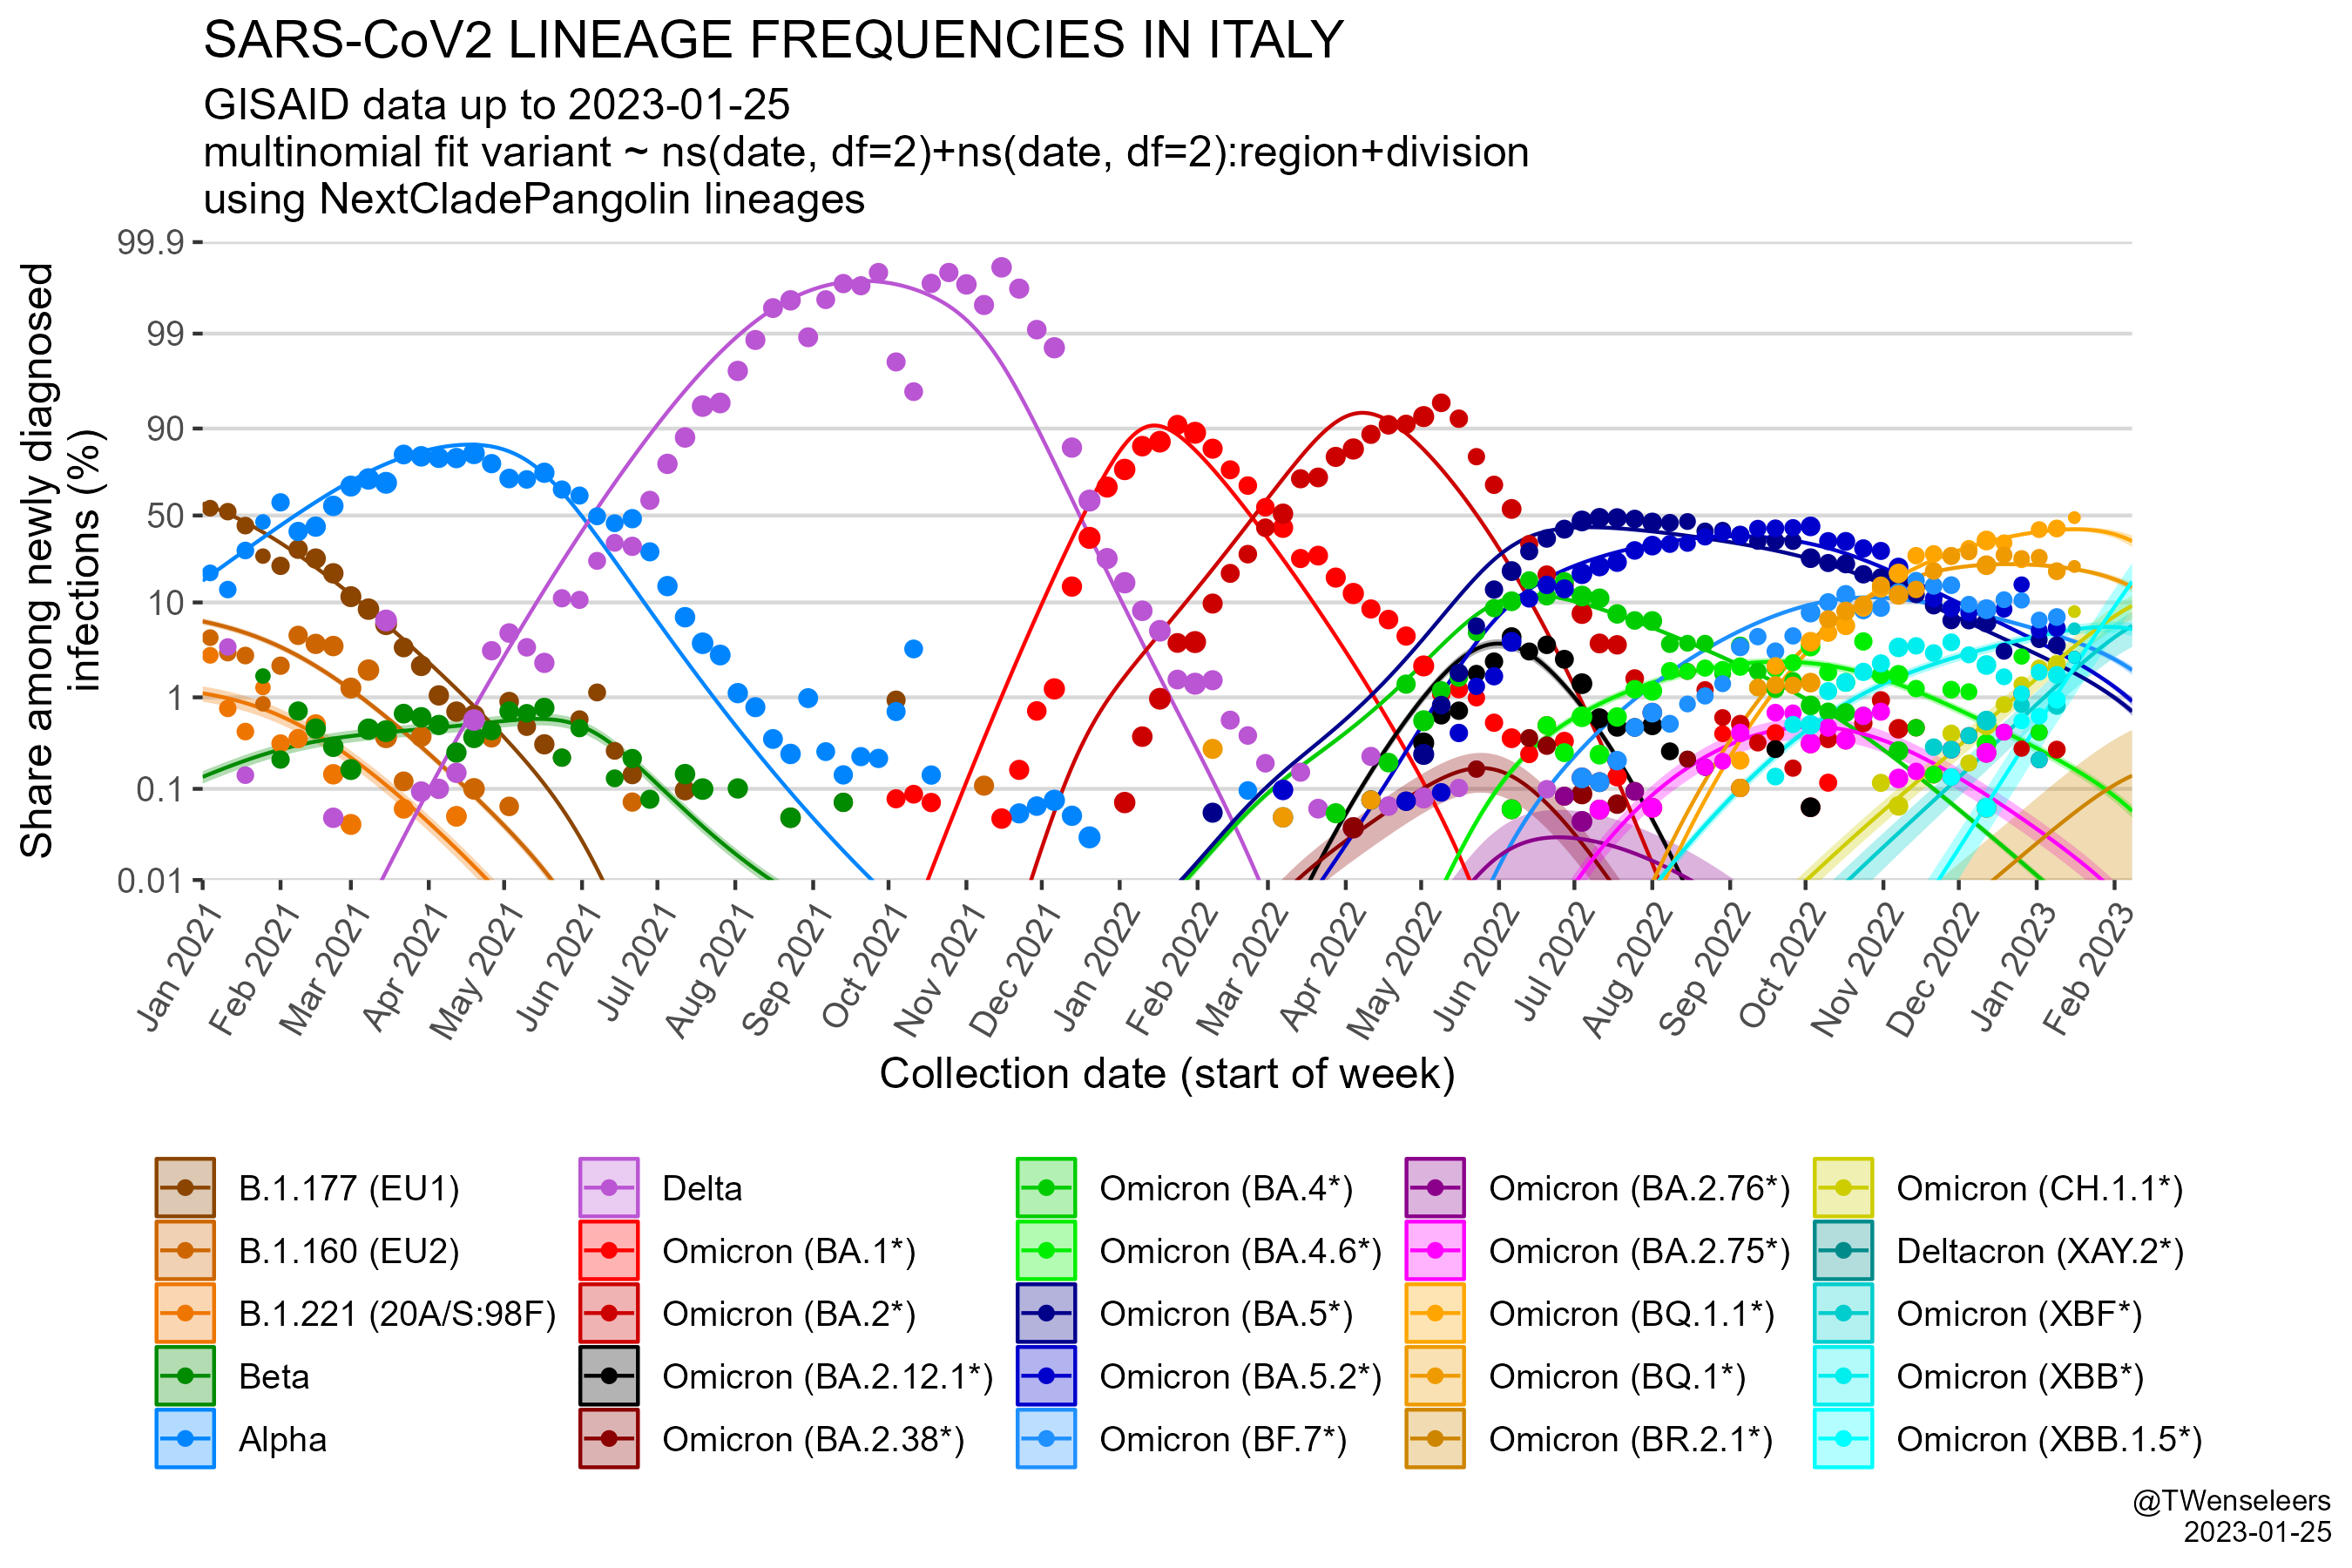 SARS-CoV2 LINEAGE FREQUENCIES IN ITALY
GISAID data up to 2023-01-25
multinomial fit variant ~ ns(date, df=2)+ns(date, df=2):region+division
using NextCladePangolin lineages
Share among newly diagnosed
infections (%)
99.9
99
90
50
10
1
0.1
0.01
Jan 2021
Feb 2021
Mar 2021
Apr 2021
May 2021
Jun 2021
Jul 2021
Aug 2021
Sep 2021
Oct 2021
Nov 2021
Dec 2021
Jan 2022
Feb 2022
Mar 2022
Apr 2022
May 2022
Jun 2022
Jul 2022
Aug 2022
Sep 2022
Oct 2022
Nov 2022
Dec 2022
Jan 2023
Feb 2023
Collection date (start of week)
B.1.177 (EU1)
B.1.160 (EU2)
B.1.221 (20A/S:98F)
Beta
Alpha
Delta
Omicron (BA.1*)
Omicron (BA.2*)
Omicron (BA.2.12.1*)
Omicron (BA.2.38*)
Omicron (BA.4*)
Omicron (BA.4.6*)
Omicron (BA.5*)
Omicron (BA.5.2*)
Omicron (BF.7*)
Omicron (BA.2.76*)
Omicron (BA.2.75*)
Omicron (BQ.1.1*)
Omicron (BQ.1*)
Omicron (BR.2.1*)
Omicron (CH.1.1*)
Deltacron (XAY.2*)
Omicron (XBF*)
Omicron (XBB*)
Omicron (XBB.1.5*)
@TWenseleers
2023-01-25